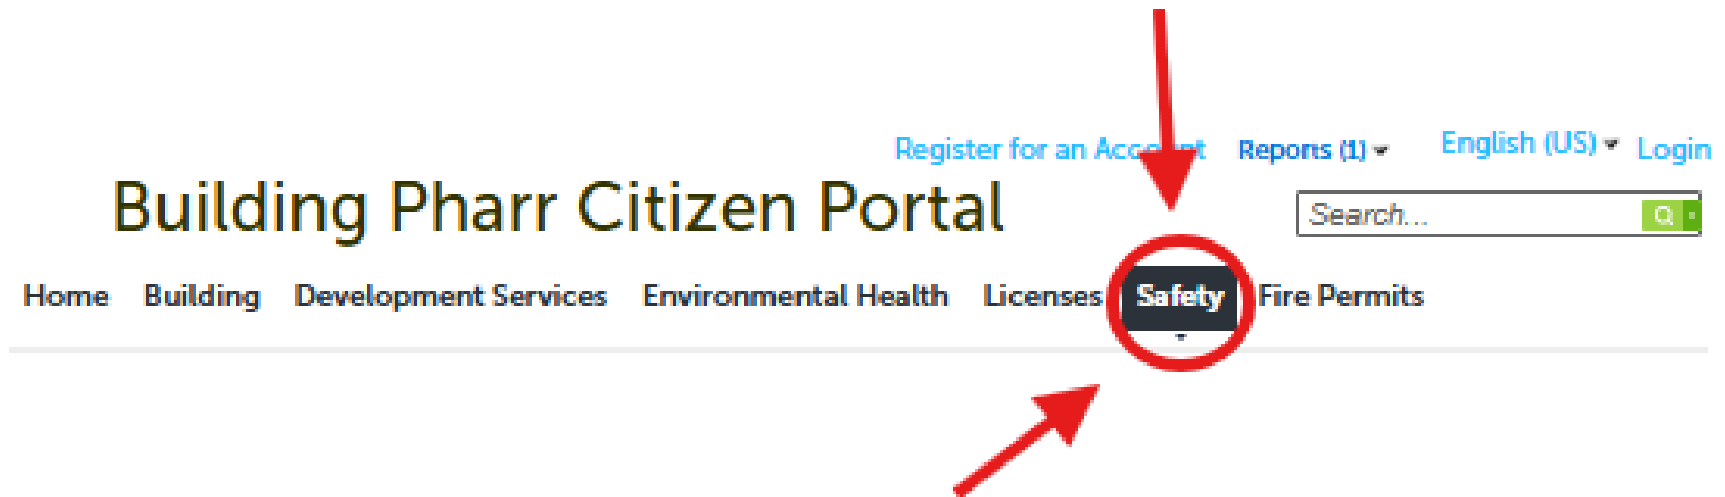 Register for an Account Reports (1) English (US) Login
Building Pharr Citizen Portal
Search...
Home Building Development Services Environmental Health Licenses Safety Fire Permits